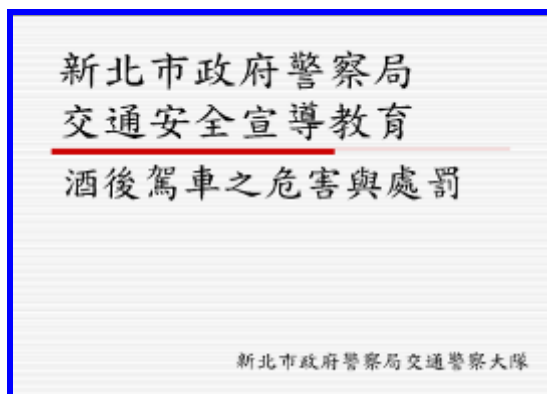 新北市政府警察局
交通安全宣導教育
酒後駕車之危害與處罰
新北市政府警察局交通警察大隊